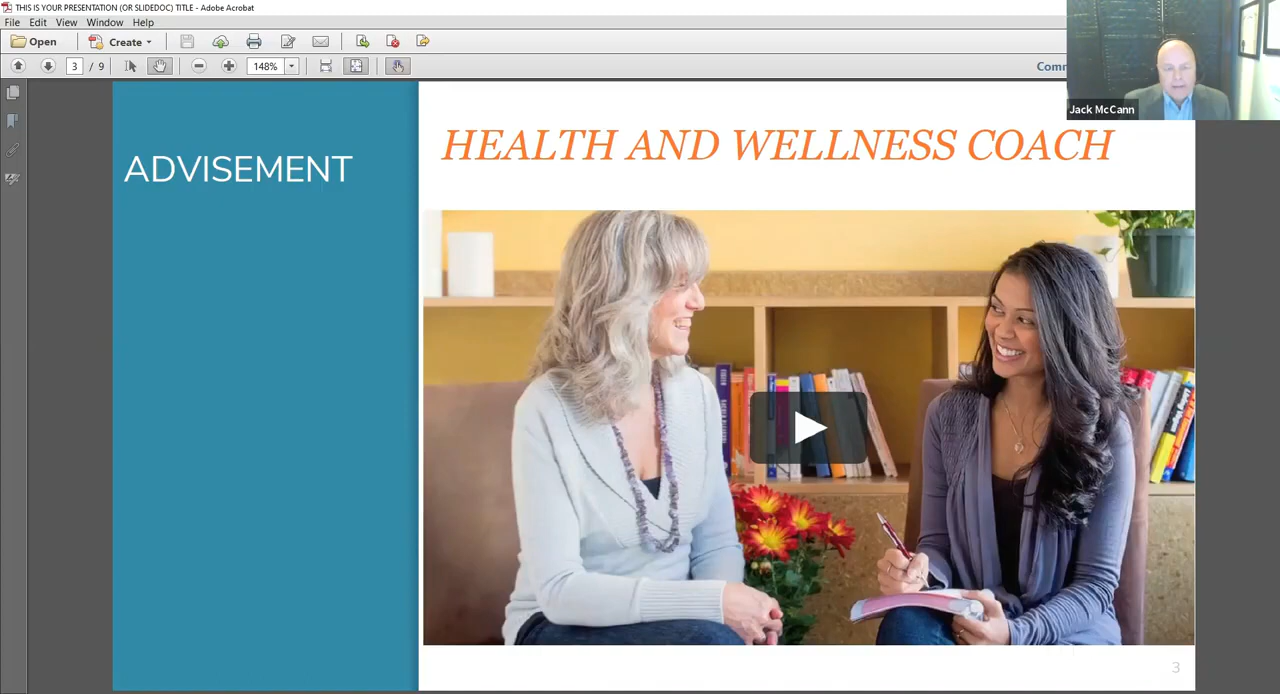 THIS IS YOUR PRESENTATION (OR SLIDEDOC) TITLE - Adobe Acrobat
File Edit View Window Help
Open Create
3 / 9 148% Comm
Jack McCann
ADVISEMENT
HEALTH AND WELLNESS COACH
3